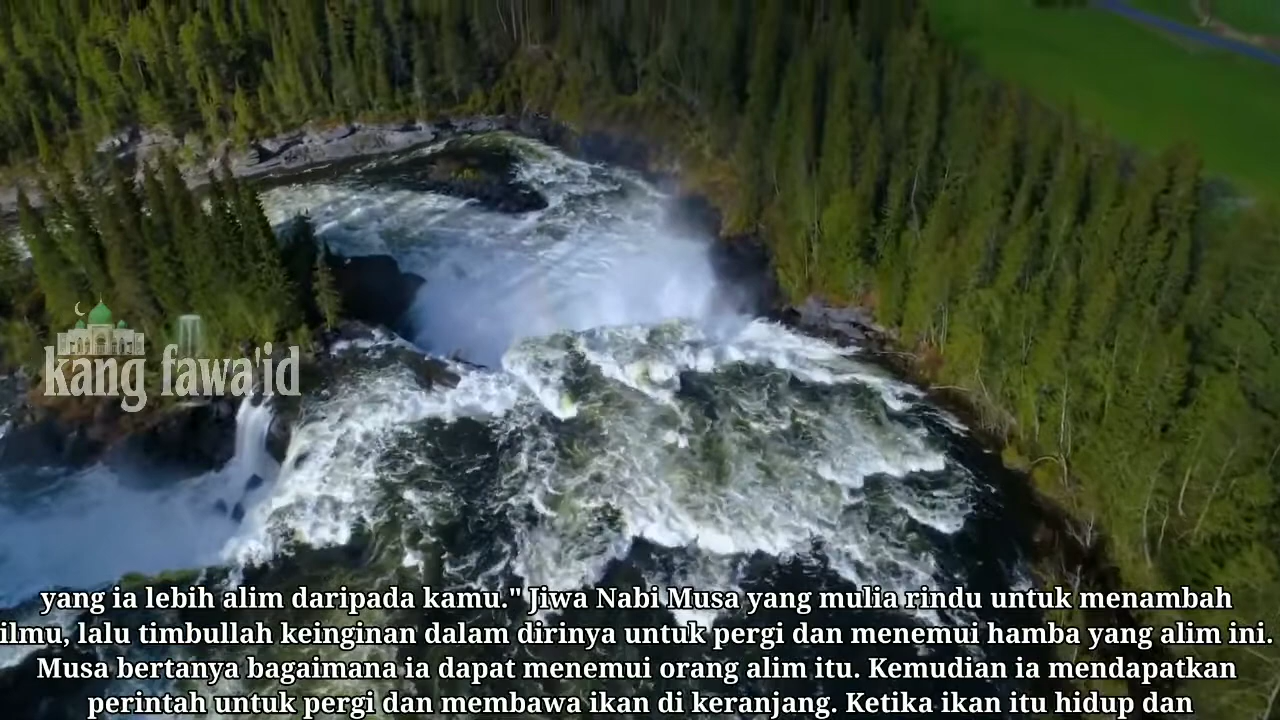 kang fawa'id
yang ia lebih alim daripada kamu." Jiwa Nabi Musa yang mulia rindu untuk menambah
ilmu, lalu timbullah keinginan dalam dirinya untuk pergi dan menemui hamba yang alim ini.
Musa bertanya bagaimana ia dapat menemui orang alim itu. Kemudian ia mendapatkan
perintah untuk pergi dan membawa ikan di keranjang. Ketika ikan itu hidup dan